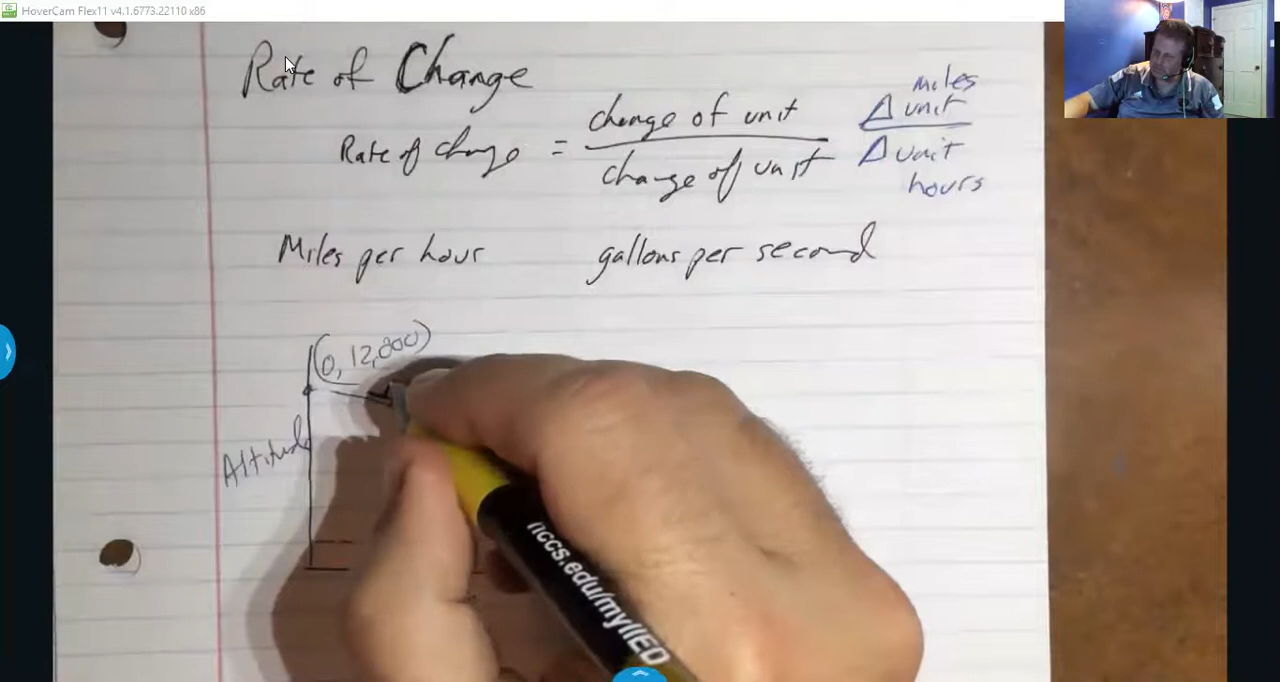 HoverCam Flex11 v4.1.6773.22110 x86
Rate of Change
miles
Rate of change = change of unit / change of unit Δ unit / Δ unit
hours
Miles per hour gallons per second
(0, 12,000)
Altitude
nccs.edu/my